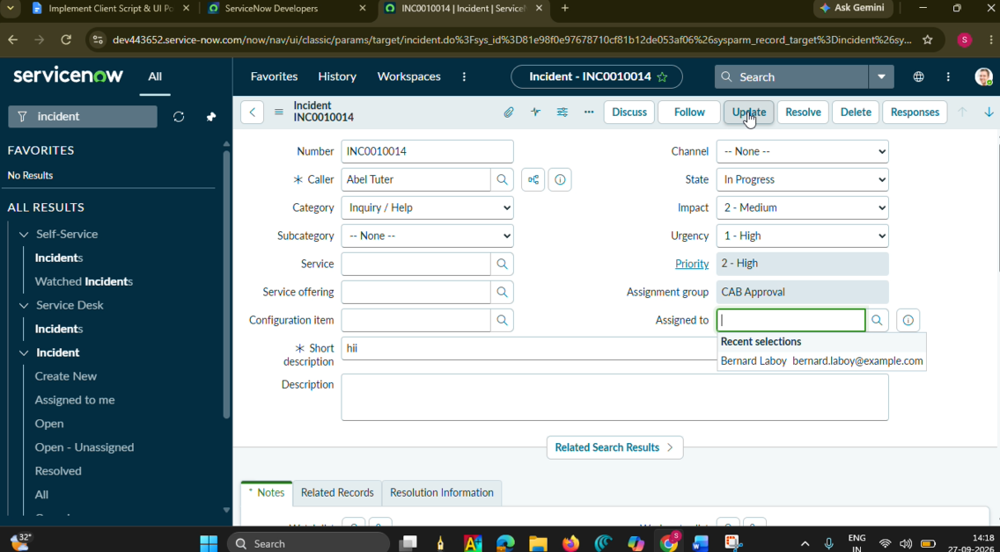 Implement Client Script & UI Po
ServiceNow Developers
INC0010014 | Incident | Service
Ask Gemini
dev443652.service-now.com/now/nav/ui/classic/params/target/incident.do%3Fsys_id%3D81e98f0e97678710cf81b12de053af06%26sysparm_record_target%3Dincident%26sy...
S
servicenow
All
Favorites
History
Workspaces
Incident - INC0010014
Search
incident
Incident
INC0010014
Discuss
Follow
Update
Resolve
Delete
Responses
FAVORITES
No Results
ALL RESULTS
Self-Service
Incidents
Watched Incidents
Service Desk
Incidents
Incident
Create New
Assigned to me
Open
Open - Unassigned
Resolved
All
Number INC0010014
* Caller Abel Tuter
Category Inquiry / Help
Subcategory -- None --
Service
Service offering
Configuration item
* Short description hii
Description
Channel -- None --
State In Progress
Impact 2 - Medium
Urgency 1 - High
Priority 2 - High
Assignment group CAB Approval
Assigned to
Recent selections
Bernard Laboy bernard.laboy@example.com
Related Search Results
* Notes
Related Records
Resolution Information
32°
Search
S
ENG
IN
14:18
27-09-2026